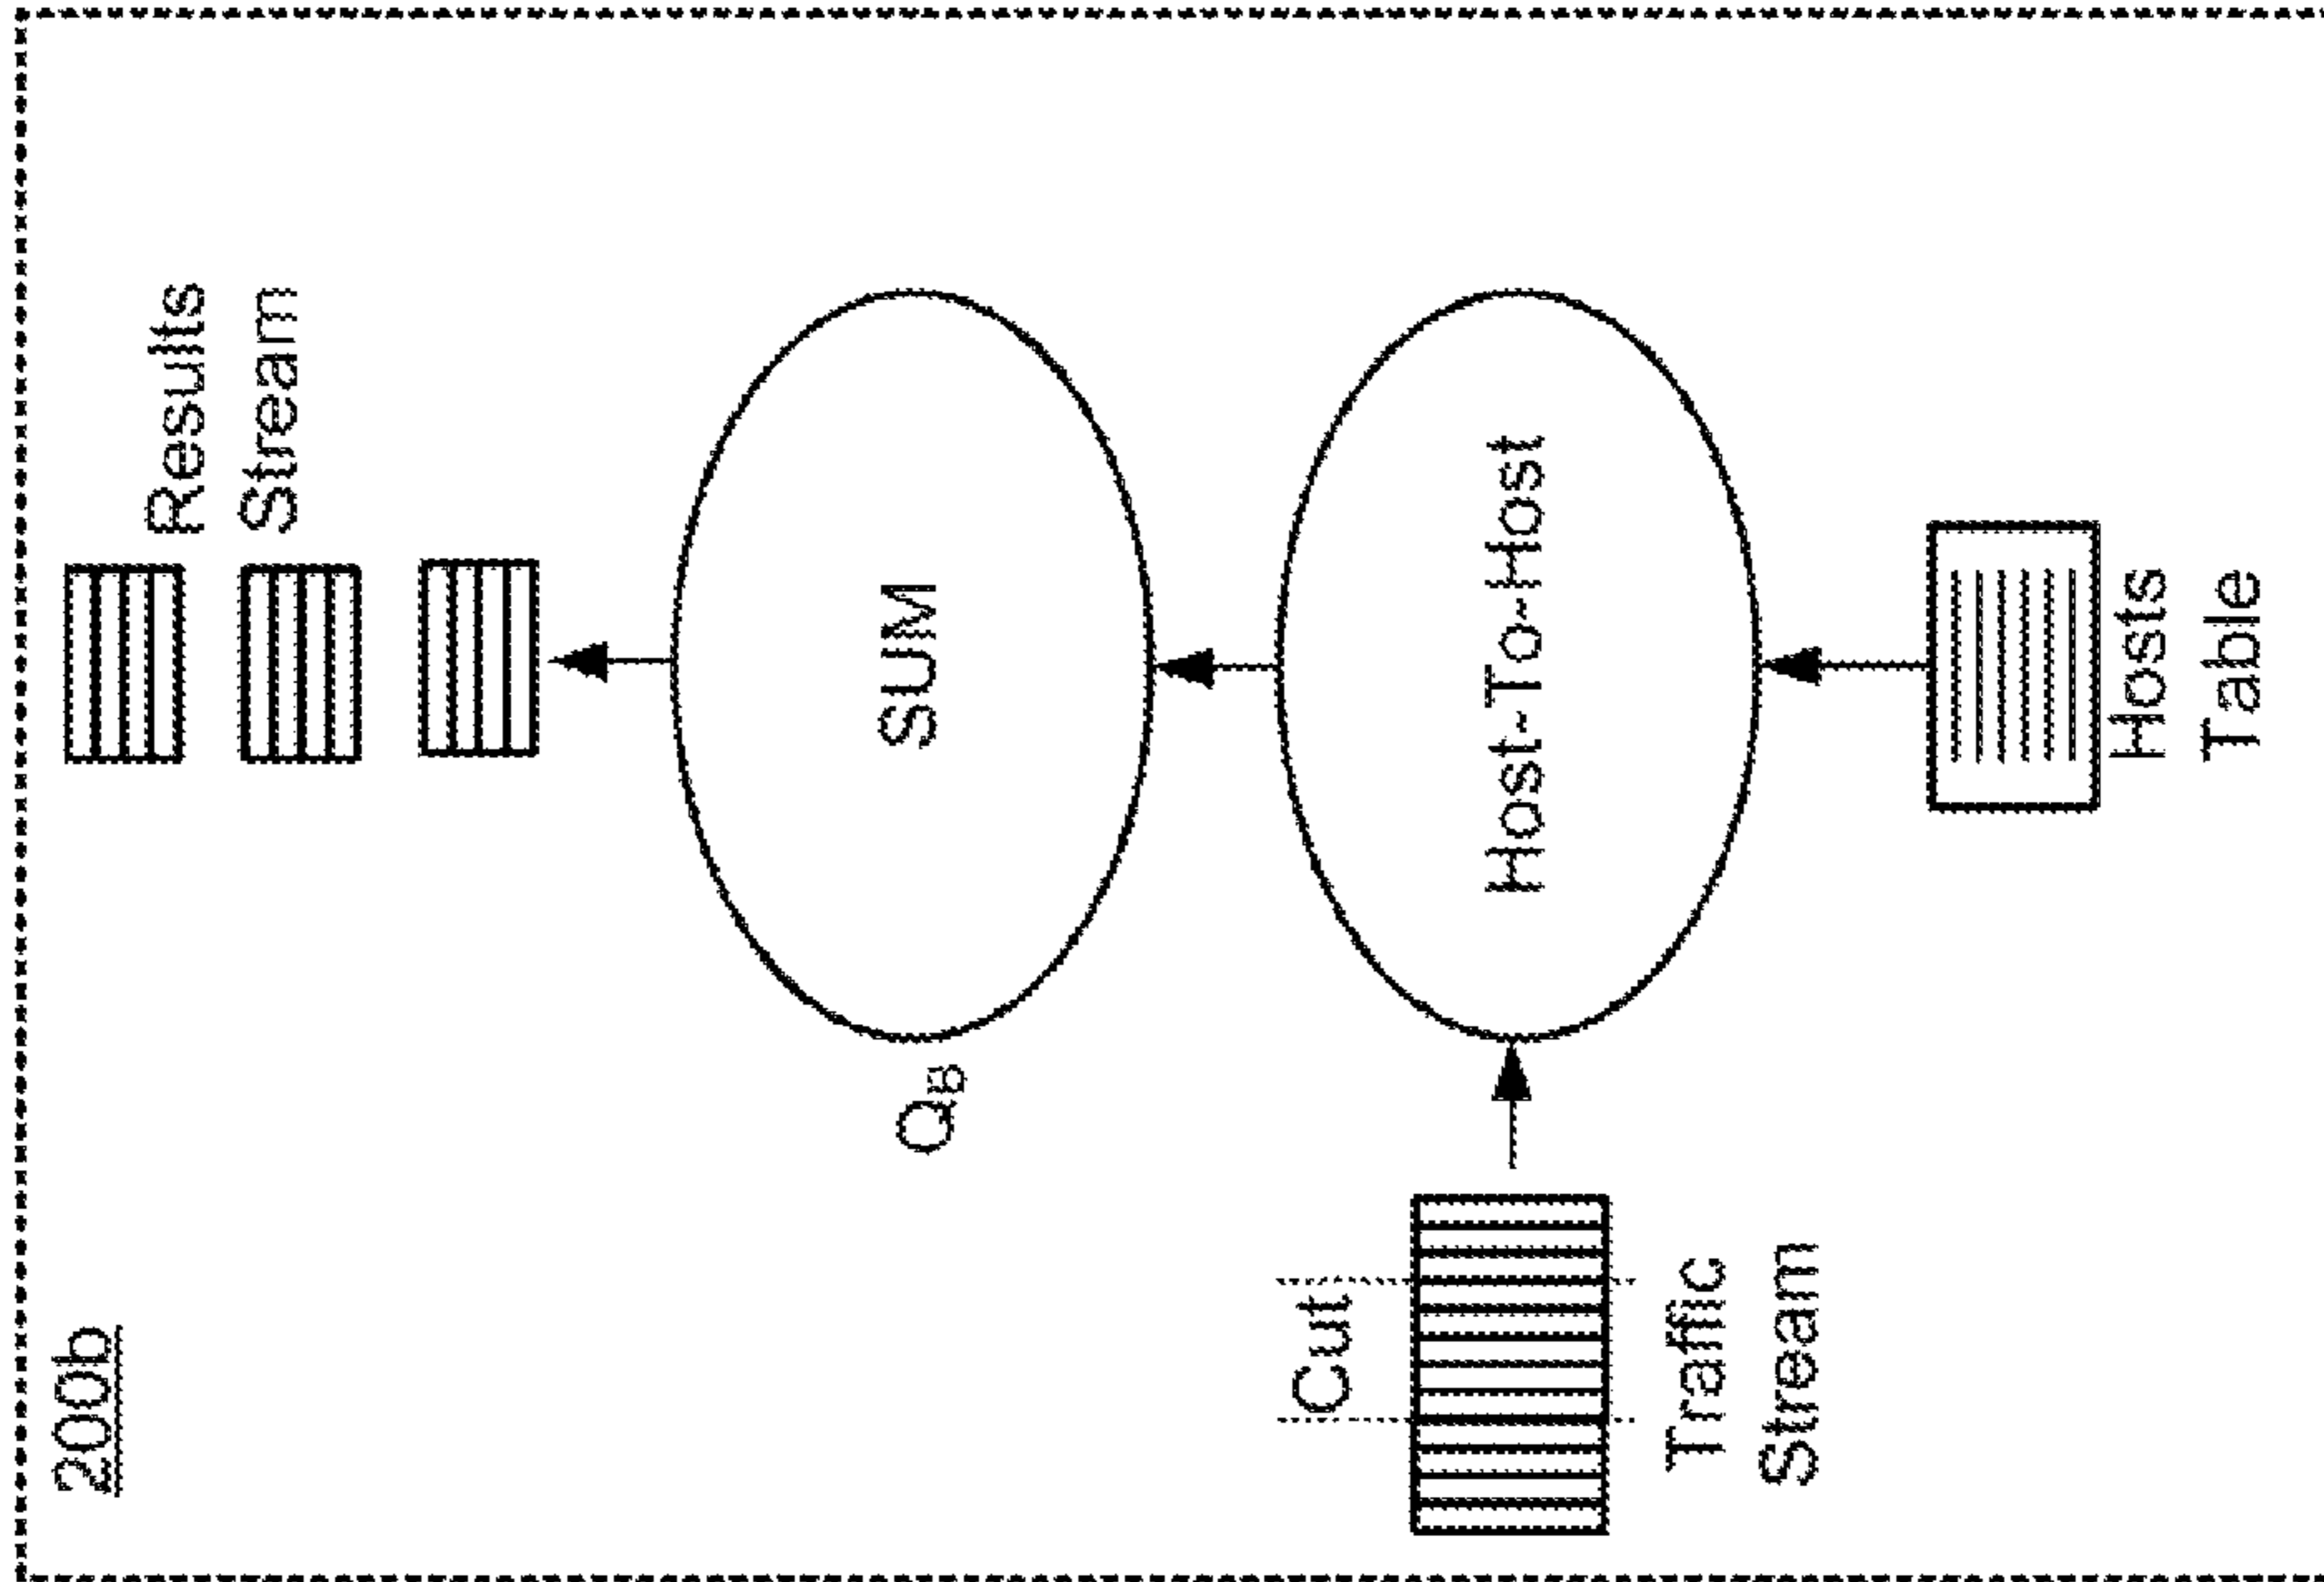 200b
Results
Stream
QB
SUM
Cut
Host-To-Host
Traffic
Stream
Hosts
Table